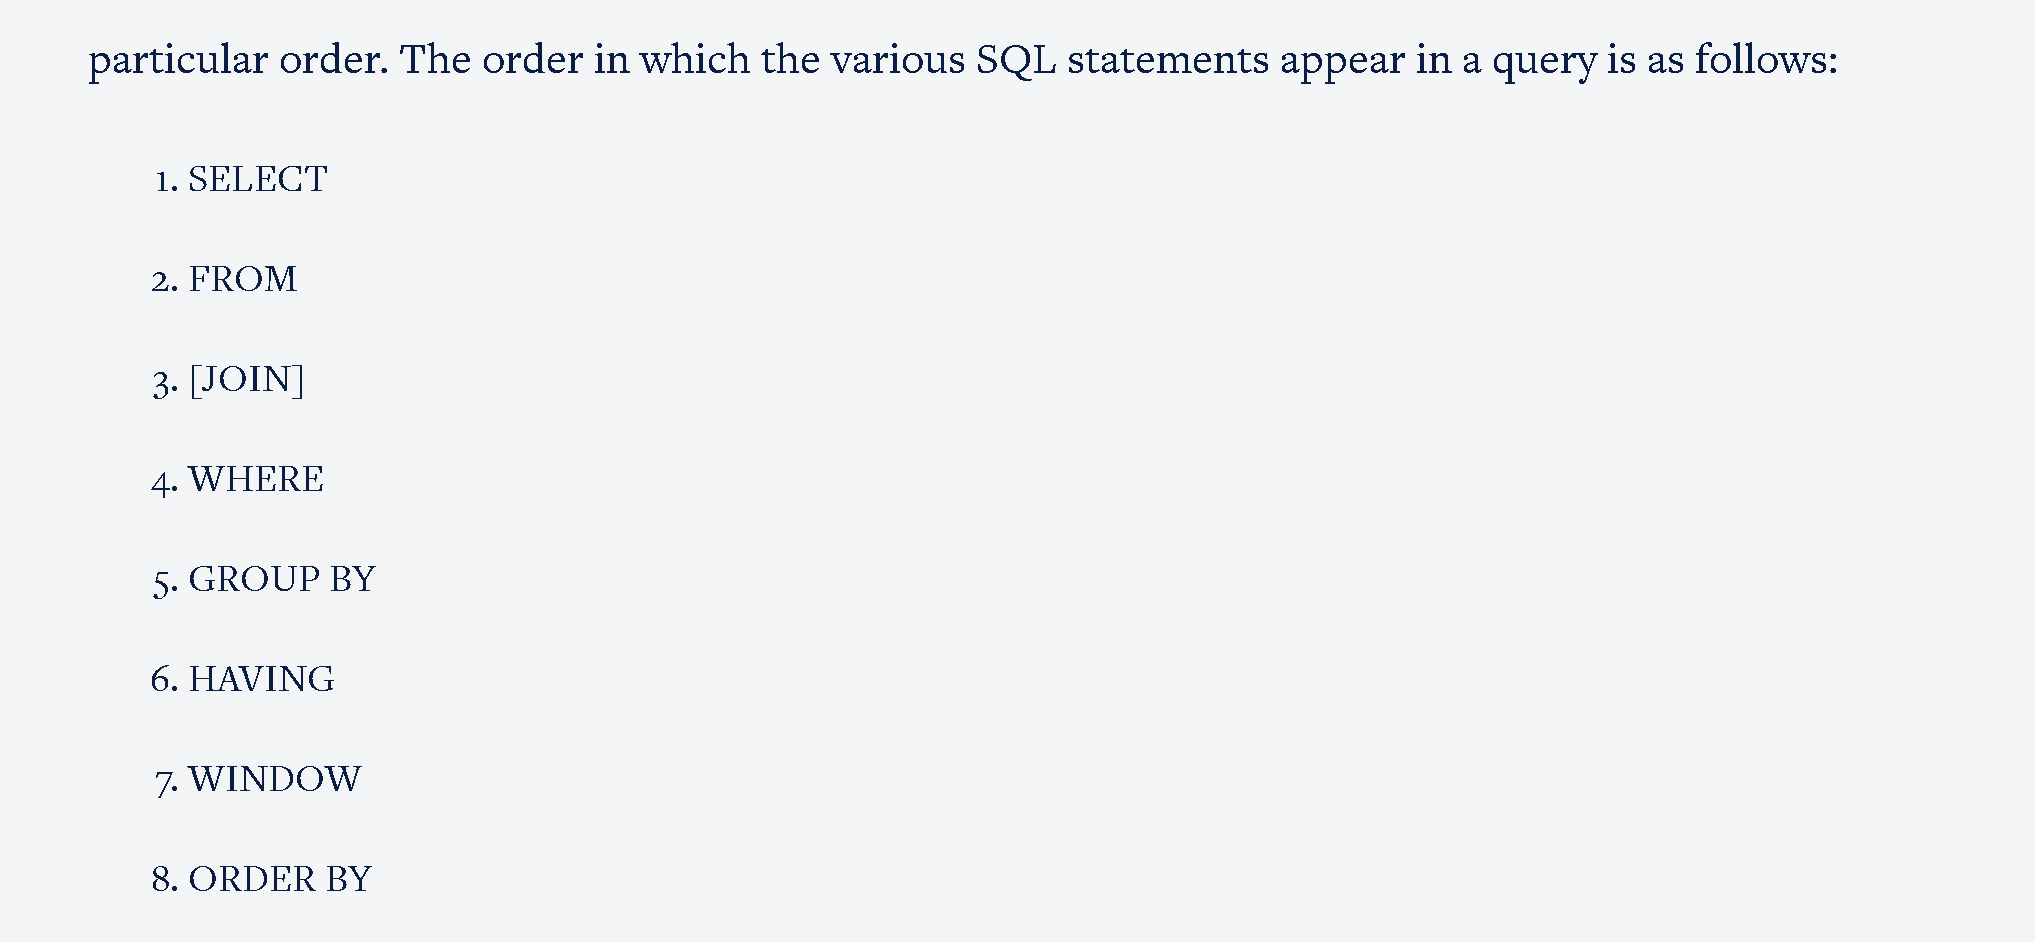 particular order. The order in which the various SQL statements appear in a query is as follows:
1. SELECT
2. FROM
3. [JOIN]
4. WHERE
5. GROUP BY
6. HAVING
7. WINDOW
8. ORDER BY